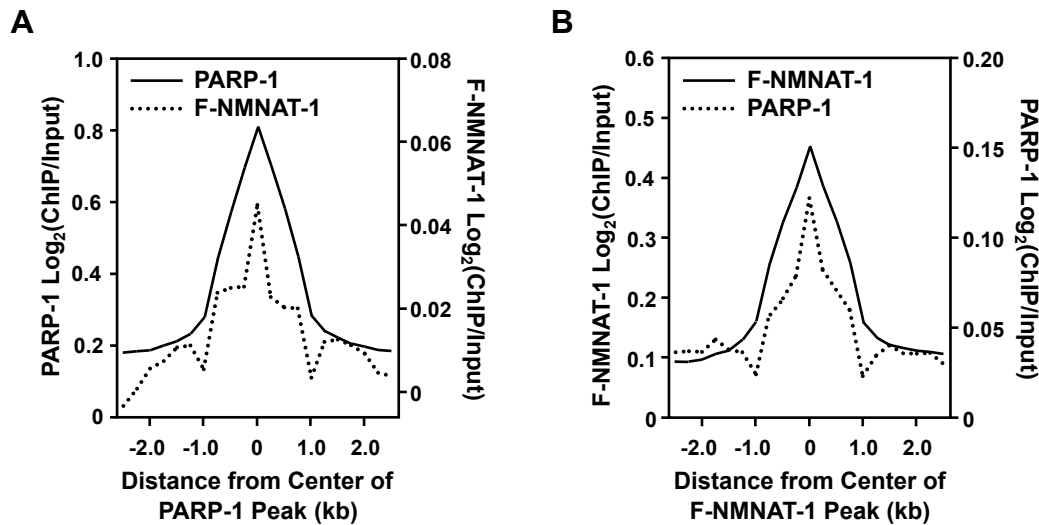 A
PARP-1 Log2(ChIP/Input)
1.0
0.8
0.6
0.4
0.2
0
PARP-1
F-NMNAT-1
0.08
0.06
0.04
0.02
0
F-NMNAT-1 Log2(ChIP/Input)
-2.0 -1.0 0 1.0 2.0
Distance from Center of
PARP-1 Peak (kb)
B
F-NMNAT-1 Log2(ChIP/Input)
0.6
0.5
0.4
0.3
0.2
0.1
0
F-NMNAT-1
PARP-1
0.20
0.15
0.10
0.05
0
PARP-1 Log2(ChIP/Input)
-2.0 -1.0 0 1.0 2.0
Distance from Center of
F-NMNAT-1 Peak (kb)